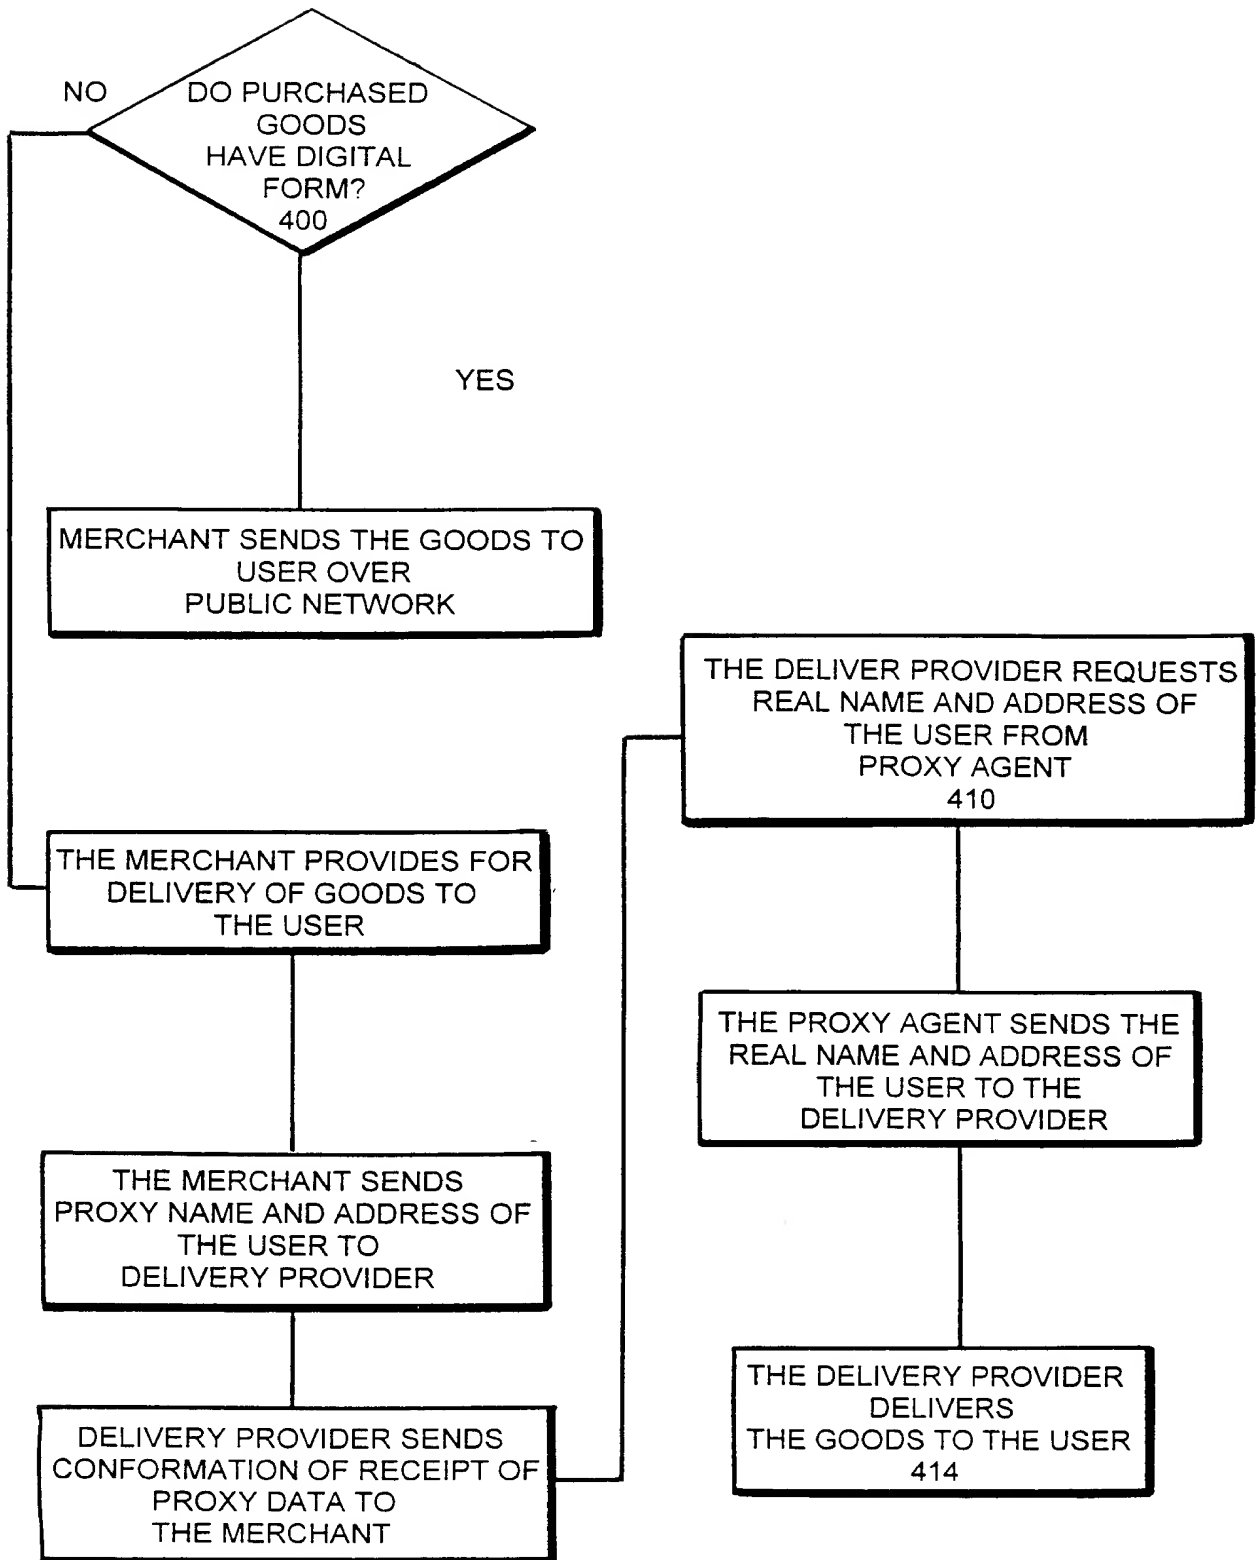 NO
DO PURCHASED
GOODS
HAVE DIGITAL
FORM?
400
YES
MERCHANT SENDS THE GOODS TO
USER OVER
PUBLIC NETWORK
THE MERCHANT PROVIDES FOR
DELIVERY OF GOODS TO
THE USER
THE MERCHANT SENDS
PROXY NAME AND ADDRESS OF
THE USER TO
DELIVERY PROVIDER
DELIVERY PROVIDER SENDS
CONFORMATION OF RECEIPT OF
PROXY DATA TO
THE MERCHANT
THE DELIVER PROVIDER REQUESTS
REAL NAME AND ADDRESS OF
THE USER FROM
PROXY AGENT
410
THE PROXY AGENT SENDS THE
REAL NAME AND ADDRESS OF
THE USER TO THE
DELIVERY PROVIDER
THE DELIVERY PROVIDER
DELIVERS
THE GOODS TO THE USER
414